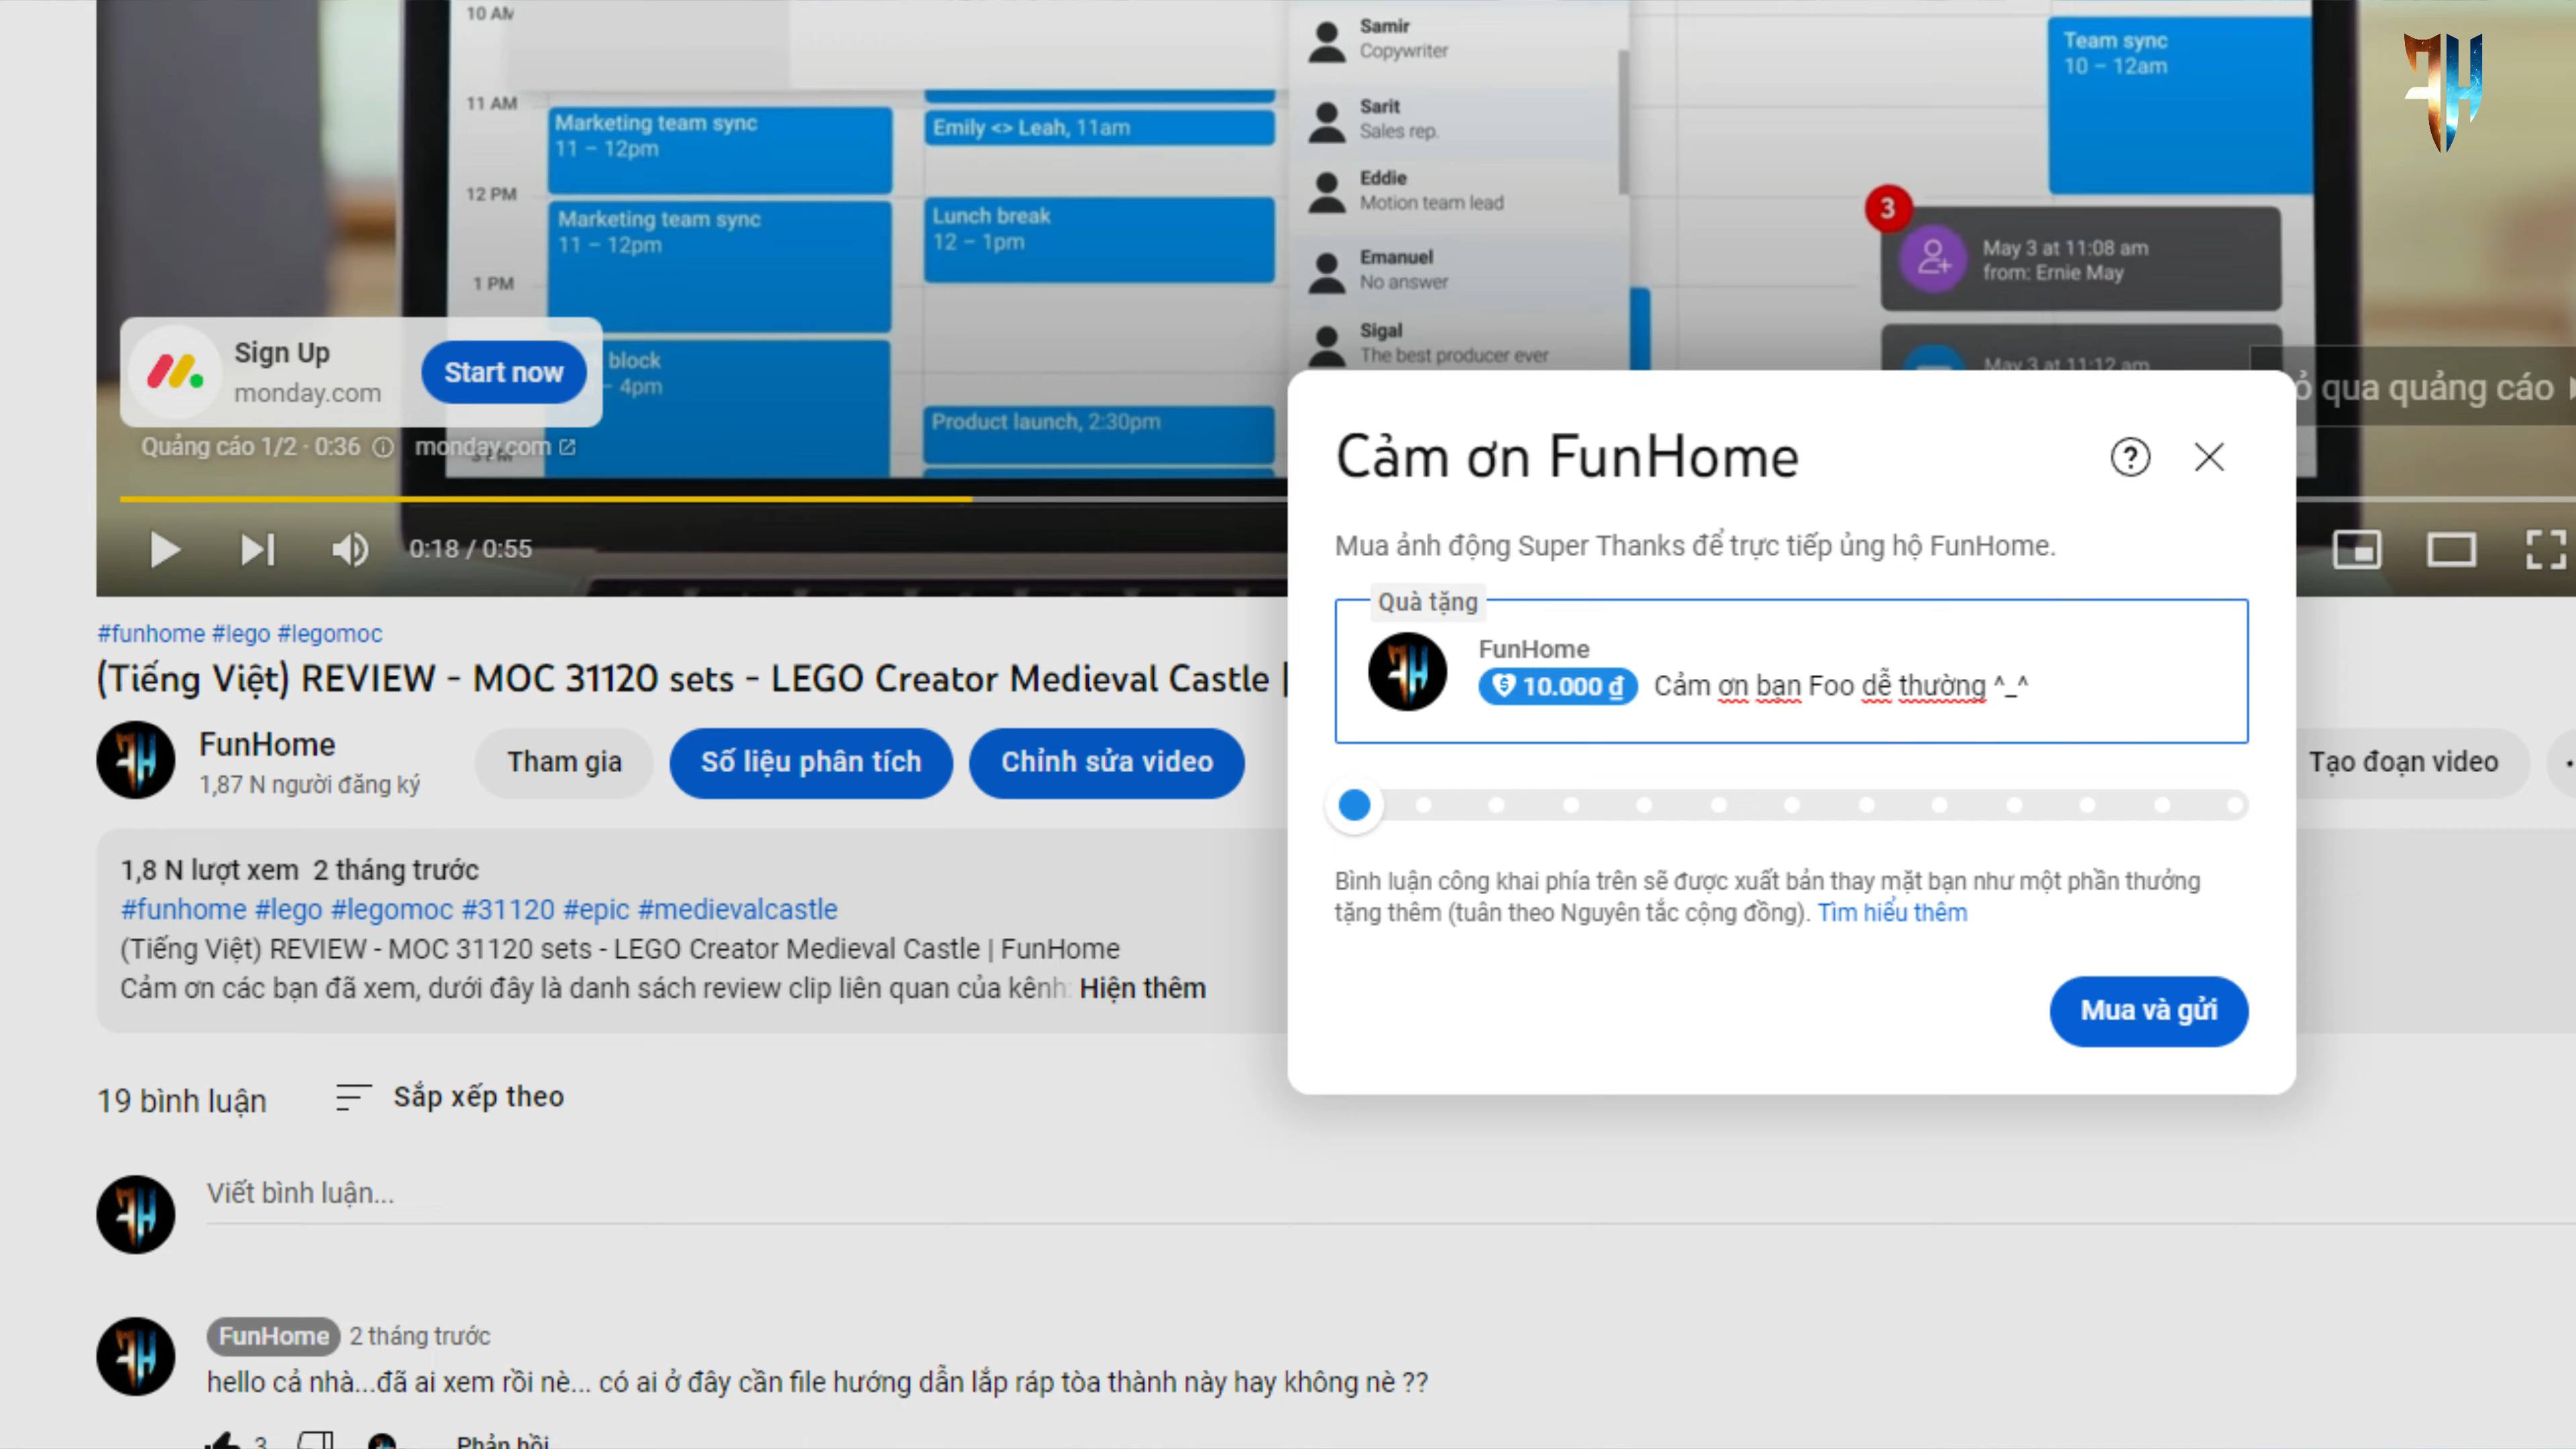 10 AM
11 AM
12 PM
1 PM
Marketing team sync
11 – 12pm
Marketing team sync
11 – 12pm
block
– 4pm
Emily <> Leah, 11am
Lunch break
12 – 1pm
Product launch, 2:30pm
Samir
Copywriter
Sarit
Sales rep.
Eddie
Motion team lead
Emanuel
No answer
Sigal
The best producer ever
Team sync
10 – 12am
3
May 3 at 11:08 am
from: Ernie May
May 3 at 11:12 am
Sign Up
monday.com
Start now
Quảng cáo 1/2 · 0:36 monday.com
qua quảng cáo
0:18 / 0:55
#funhome #lego #legomoc
(Tiếng Việt) REVIEW - MOC 31120 sets - LEGO Creator Medieval Castle |
FunHome
1,87 N người đăng ký
Tham gia
Số liệu phân tích
Chỉnh sửa video
Tạo đoạn video
1,8 N lượt xem 2 tháng trước
#funhome #lego #legomoc #31120 #epic #medievalcastle
(Tiếng Việt) REVIEW - MOC 31120 sets - LEGO Creator Medieval Castle | FunHome
Cảm ơn các bạn đã xem, dưới đây là danh sách review clip liên quan của kênh: Hiện thêm
19 bình luận
Sắp xếp theo
Viết bình luận...
FunHome 2 tháng trước
hello cả nhà...đã ai xem rồi nè... có ai ở đây cần file hướng dẫn lắp ráp tòa thành này hay không nè ??
3
Phản hồi
Cảm ơn FunHome
Mua ảnh động Super Thanks để trực tiếp ủng hộ FunHome.
Quà tặng
FunHome
10.000 ₫ Cảm ơn bạn Foo dễ thường ^_^
Bình luận công khai phía trên sẽ được xuất bản thay mặt bạn như một phần thưởng
tặng thêm (tuân theo Nguyên tắc cộng đồng). Tìm hiểu thêm
Mua và gửi
FH